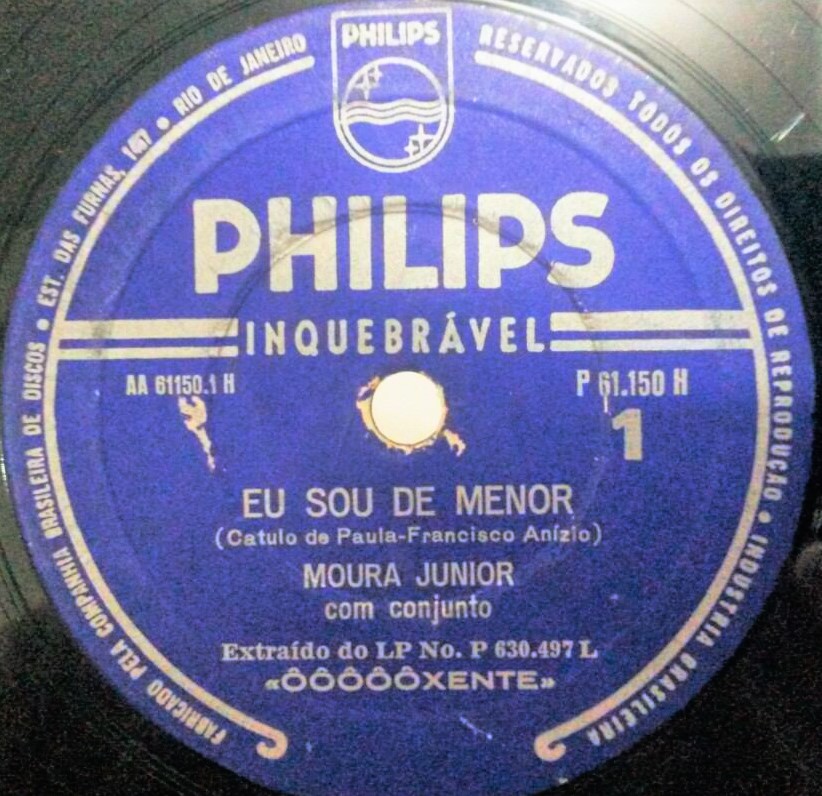 PHILIPS
FABRICADO PELA COMPANHIA BRASILEIRA DE DISCOS • EST. DAS FURNAS, 1467 • RIO DE JANEIRO
RESERVADOS TODOS OS DIREITOS DE REPRODUÇÃO • INDUSTRIA BRASILEIRA
PHILIPS
INQUEBRÁVEL
AA 61150.1 H
P 61.150 H
1
EU SOU DE MENOR
(Catulo de Paula-Francisco Anízio)
MOURA JUNIOR
com conjunto
Extraído do LP No. P 630.497 L
«ÔÔÔÔÔXENTE»